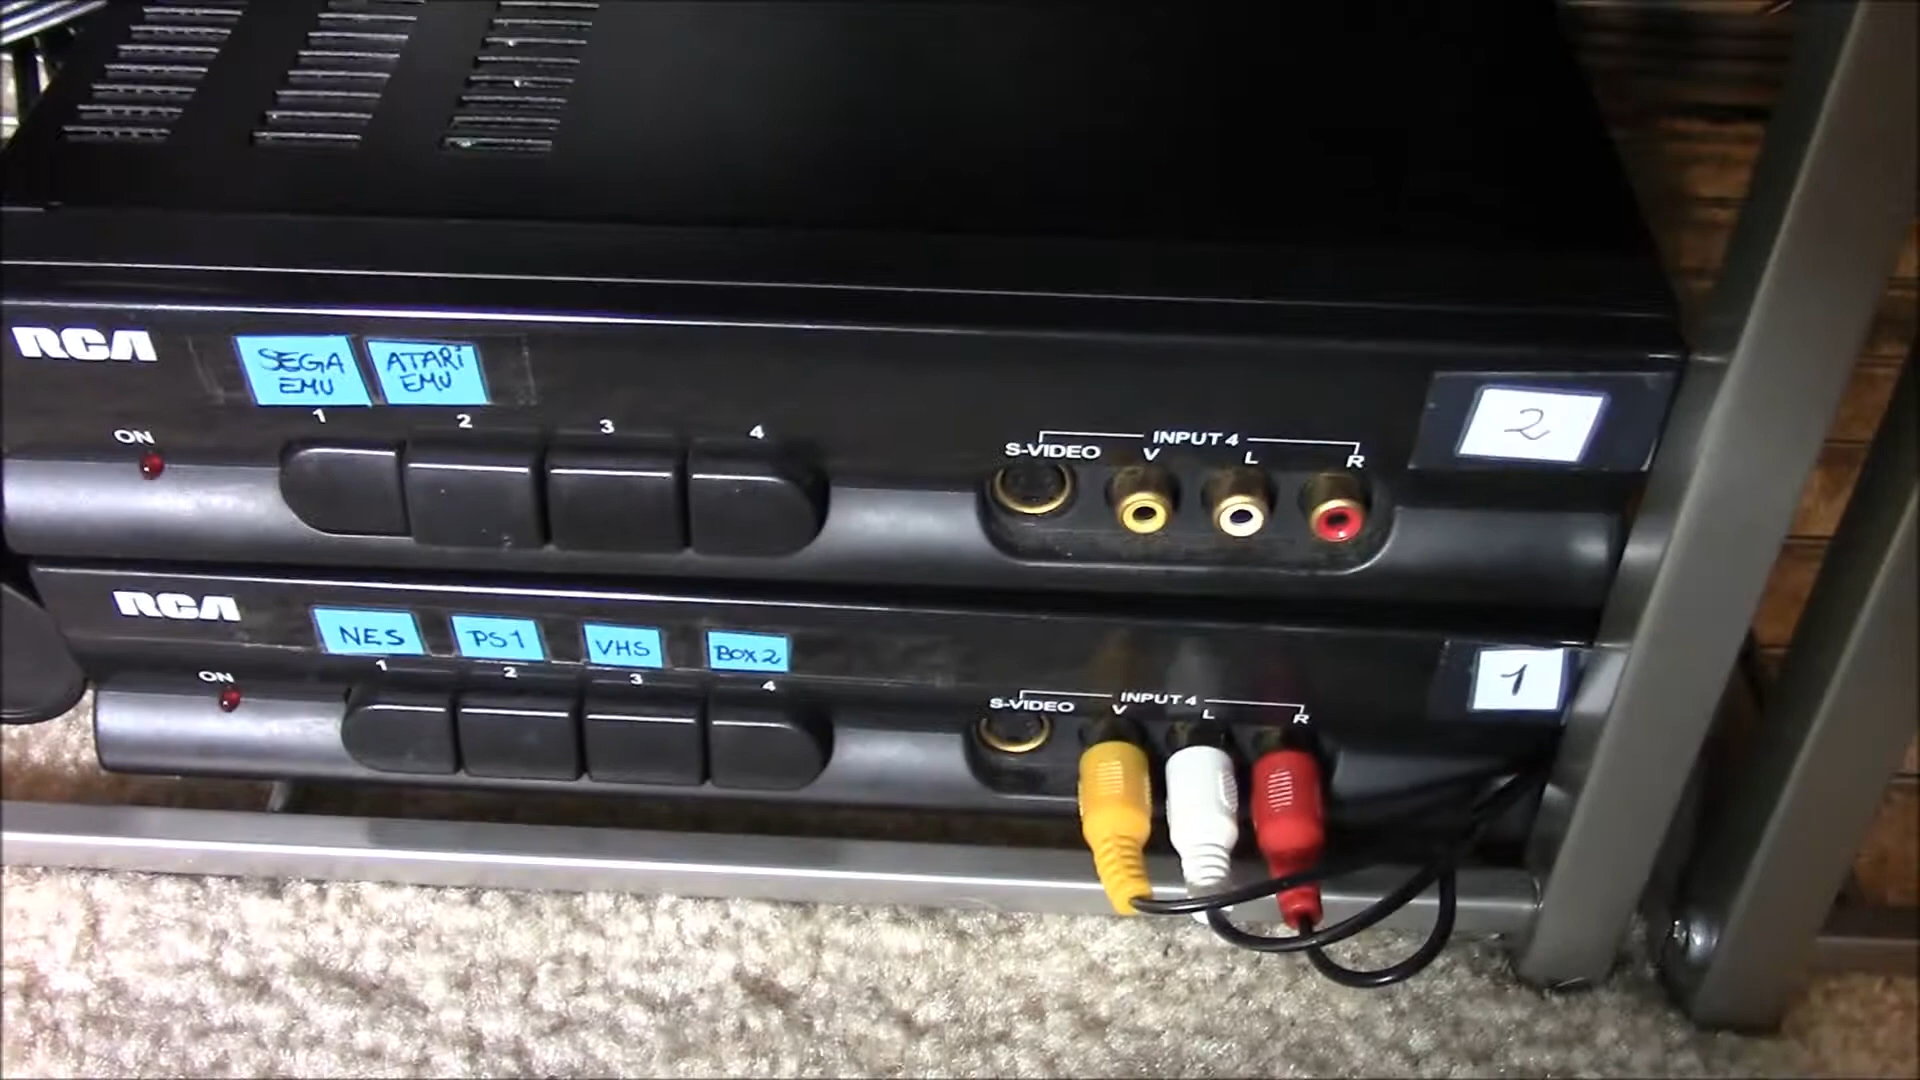 RCA
SEGA
EMU
ATARi
EMU
1
2
3
4
ON
S-VIDEO
INPUT 4
V
L
R
2
RCA
NES
PS1
VHS
BOX 2
1
2
3
4
ON
S-VIDEO
INPUT 4
V
L
R
1